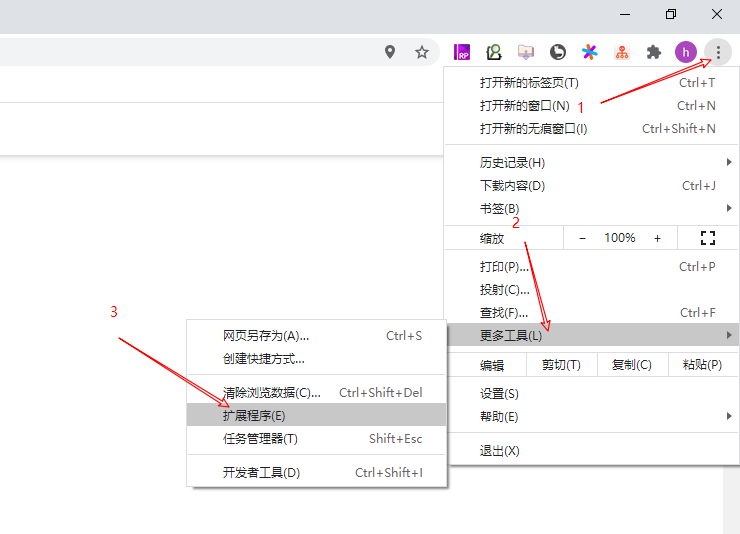 RP
h
打开新的标签页(T) Ctrl+T
打开新的窗口(N) Ctrl+N
1
打开新的无痕窗口(I) Ctrl+Shift+N
历史记录(H)
下载内容(D) Ctrl+J
书签(B)
2
缩放 − 100% +
打印(P)... Ctrl+P
投射(C)...
查找(F)... Ctrl+F
更多工具(L)
编辑 剪切(T) 复制(C) 粘贴(P)
设置(S)
帮助(E)
退出(X)
3
网页另存为(A)... Ctrl+S
创建快捷方式...
清除浏览数据(C)... Ctrl+Shift+Del
扩展程序(E)
任务管理器(T) Shift+Esc
开发者工具(D) Ctrl+Shift+I